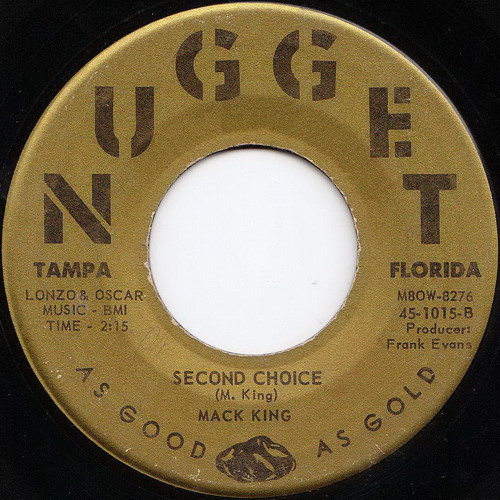 NUGGET
TAMPA
FLORIDA
LONZO & OSCAR
MUSIC - BMI
TIME - 2:15
M8OW-8276
45-1015-B
Producer:
Frank Evans
SECOND CHOICE
(M. King)
MACK KING
AS GOOD AS GOLD